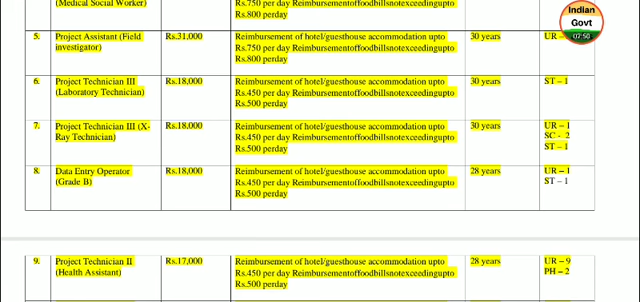 (Medical Social Worker)
Rs.750 per day Reimbursementoffoodbillsnotexceedingupto
Rs.800 perday
Indian
Govt
07:50
5. Project Assistant (Field Rs.31,000 Reimbursement of hotel/guesthouse accommodation upto 30 years UR
investigator) Rs.750 per day Reimbursementoffoodbillsnotexceedingupto
Rs.800 perday
6. Project Technician III Rs.18,000 Reimbursement of hotel/guesthouse accommodation upto 30 years ST – 1
(Laboratory Technician) Rs.450 per day Reimbursementoffoodbillsnotexceedingupto
Rs.500 perday
7. Project Technician III (X- Rs.18,000 Reimbursement of hotel/guesthouse accommodation upto 30 years UR – 1
Ray Technician) Rs.450 per day Reimbursementoffoodbillsnotexceedingupto SC - 2
Rs.500 perday ST – 1
8. Data Entry Operator Rs.18,000 Reimbursement of hotel/guesthouse accommodation upto 28 years UR – 1
(Grade B) Rs.450 per day Reimbursementoffoodbillsnotexceedingupto ST – 1
Rs.500 perday
9. Project Technician II Rs.17,000 Reimbursement of hotel/guesthouse accommodation upto 28 years UR – 9
(Health Assistant) Rs.450 per day Reimbursementoffoodbillsnotexceedingupto PH – 2
Rs.500 perday